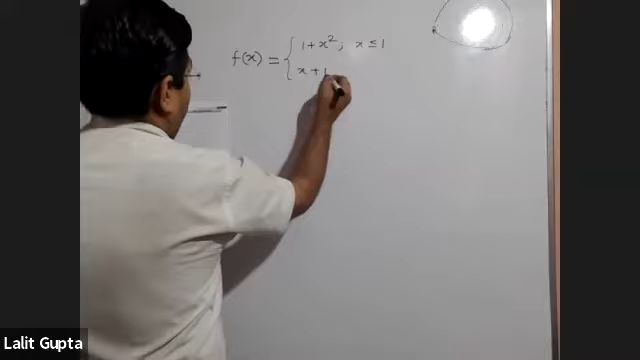 f(x) = { 1 + x²; x ≤ 1
x + 1
Lalit Gupta